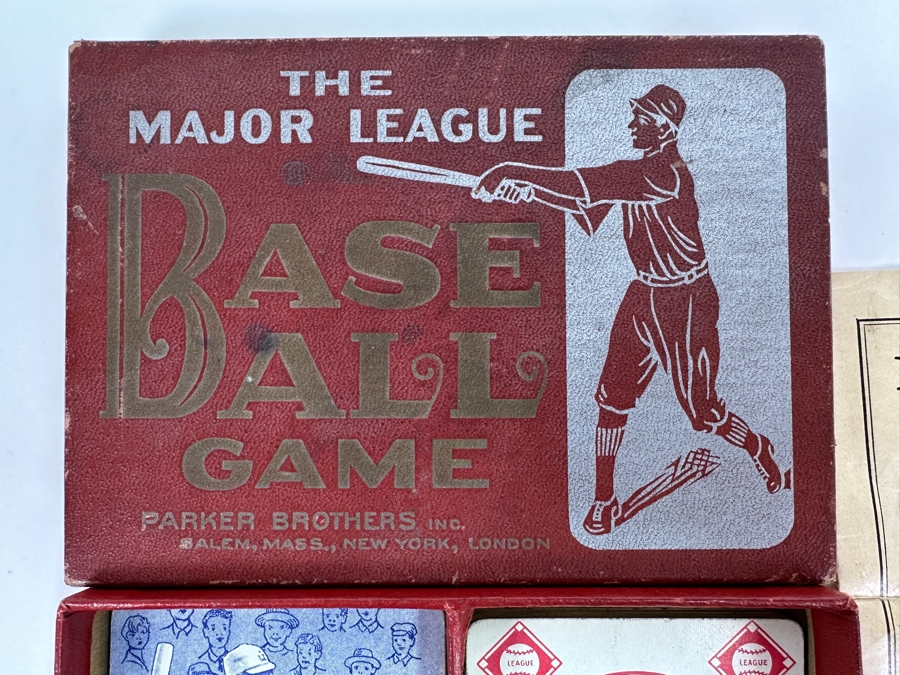 THE
MAJOR LEAGUE
BASE
BALL
GAME
PARKER BROTHERS INC.
SALEM, MASS., NEW YORK, LONDON
LEAGUE
LEAGUE